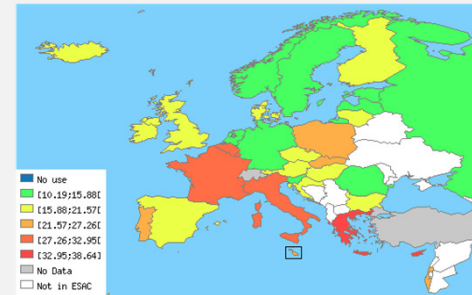 No use
[10.19;15.88[
[15.88;21.57[
[21.57;27.26[
[27.26;32.95[
[32.95;38.64]
No Data
Not in ESAC